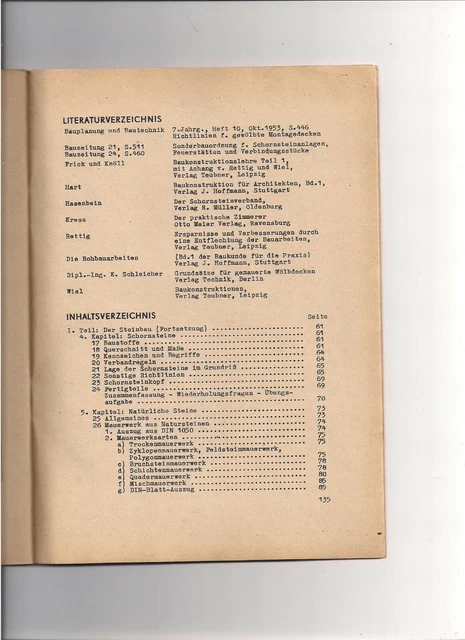 LITERATURVERZEICHNIS
Bauplanung und Bautechnik 7.Jahrg., Heft 10, Okt.1953, S.446
Richtlinien f. gewölbte Montagedecken
Bauzeitung 21, S.511 Sonderbauordnung f. Schornsteinanlagen,
Bauzeitung 24, S.460 Feuerstätten und Verbindungsstücke
Frick und Knöll Baukonstruktionslehre Teil 1,
mit Anhang v. Rettig und Wiel,
Verlag Teubner, Leipzig
Hart Baukonstruktion für Architekten, Bd.1,
Verlag J. Hoffmann, Stuttgart
Hasenbein Der Schornsteinverband,
Verlag R. Müller, Oldenburg
Kress Der praktische Zimmerer
Otto Maier Verlag, Ravensburg
Rettig Ersparnisse und Verbesserungen durch
eine Entflechtung der Bauarbeiten,
Verlag Teubner, Leipzig
Die Rohbauarbeiten (Bd.1 der Baukunde für die Praxis)
Verlag J. Hoffmann, Stuttgart
Dipl.-Ing. K. Schleicher Grundsätze für gemauerte Wölbdecken
Verlag Technik, Berlin
Wiel Baukonstruktionen,
Verlag Teubner, Leipzig
INHALTSVERZEICHNIS Seite
I. Teil: Der Steinbau (Fortsetzung) 61
4. Kapitel: Schornsteine 61
17 Baustoffe 61
18 Querschnitt und Maße 61
19 Kennzeichen und Begriffe 64
20 Verbandregeln 64
21 Lage der Schornsteine im Grundriß 65
22 Sonstige Richtlinien 65
23 Schornsteinkopf 69
24 Fertigteile 69
Zusammenfassung - Wiederholungsfragen - Übungs-
aufgabe 70
5. Kapitel: Natürliche Steine 73
25 Allgemeines 73
26 Mauerwerk aus Natursteinen 74
1. Auszug aus DIN 1050 74
2. Mauerwerksarten 75
a) Trockenmauerwerk 75
b) Zyklopenmauerwerk, Feldsteinmauerwerk,
Polygonmauerwerk 75
c) Bruchsteinmauerwerk 78
d) Schichtenmauerwerk 78
e) Quadermauerwerk 80
f) Mischmauerwerk 85
g) DIN-Blatt-Auszug 85
135